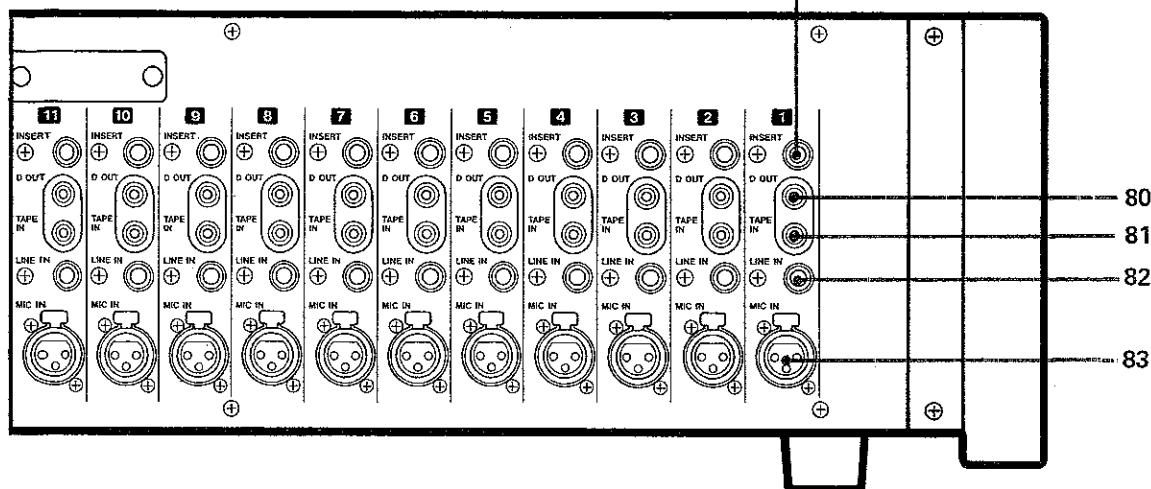 11 10 9 8 7 6 5 4 3 2 1
INSERT INSERT INSERT INSERT INSERT INSERT INSERT INSERT INSERT INSERT INSERT
D OUT D OUT D OUT D OUT D OUT D OUT D OUT D OUT D OUT D OUT D OUT
80
TAPE TAPE TAPE TAPE TAPE TAPE TAPE TAPE TAPE TAPE TAPE
IN IN IN IN IN IN IN IN IN IN IN
81
LINE IN LINE IN LINE IN LINE IN LINE IN LINE IN LINE IN LINE IN LINE IN LINE IN LINE IN
82
MIC IN MIC IN MIC IN MIC IN MIC IN MIC IN MIC IN MIC IN MIC IN MIC IN MIC IN
83